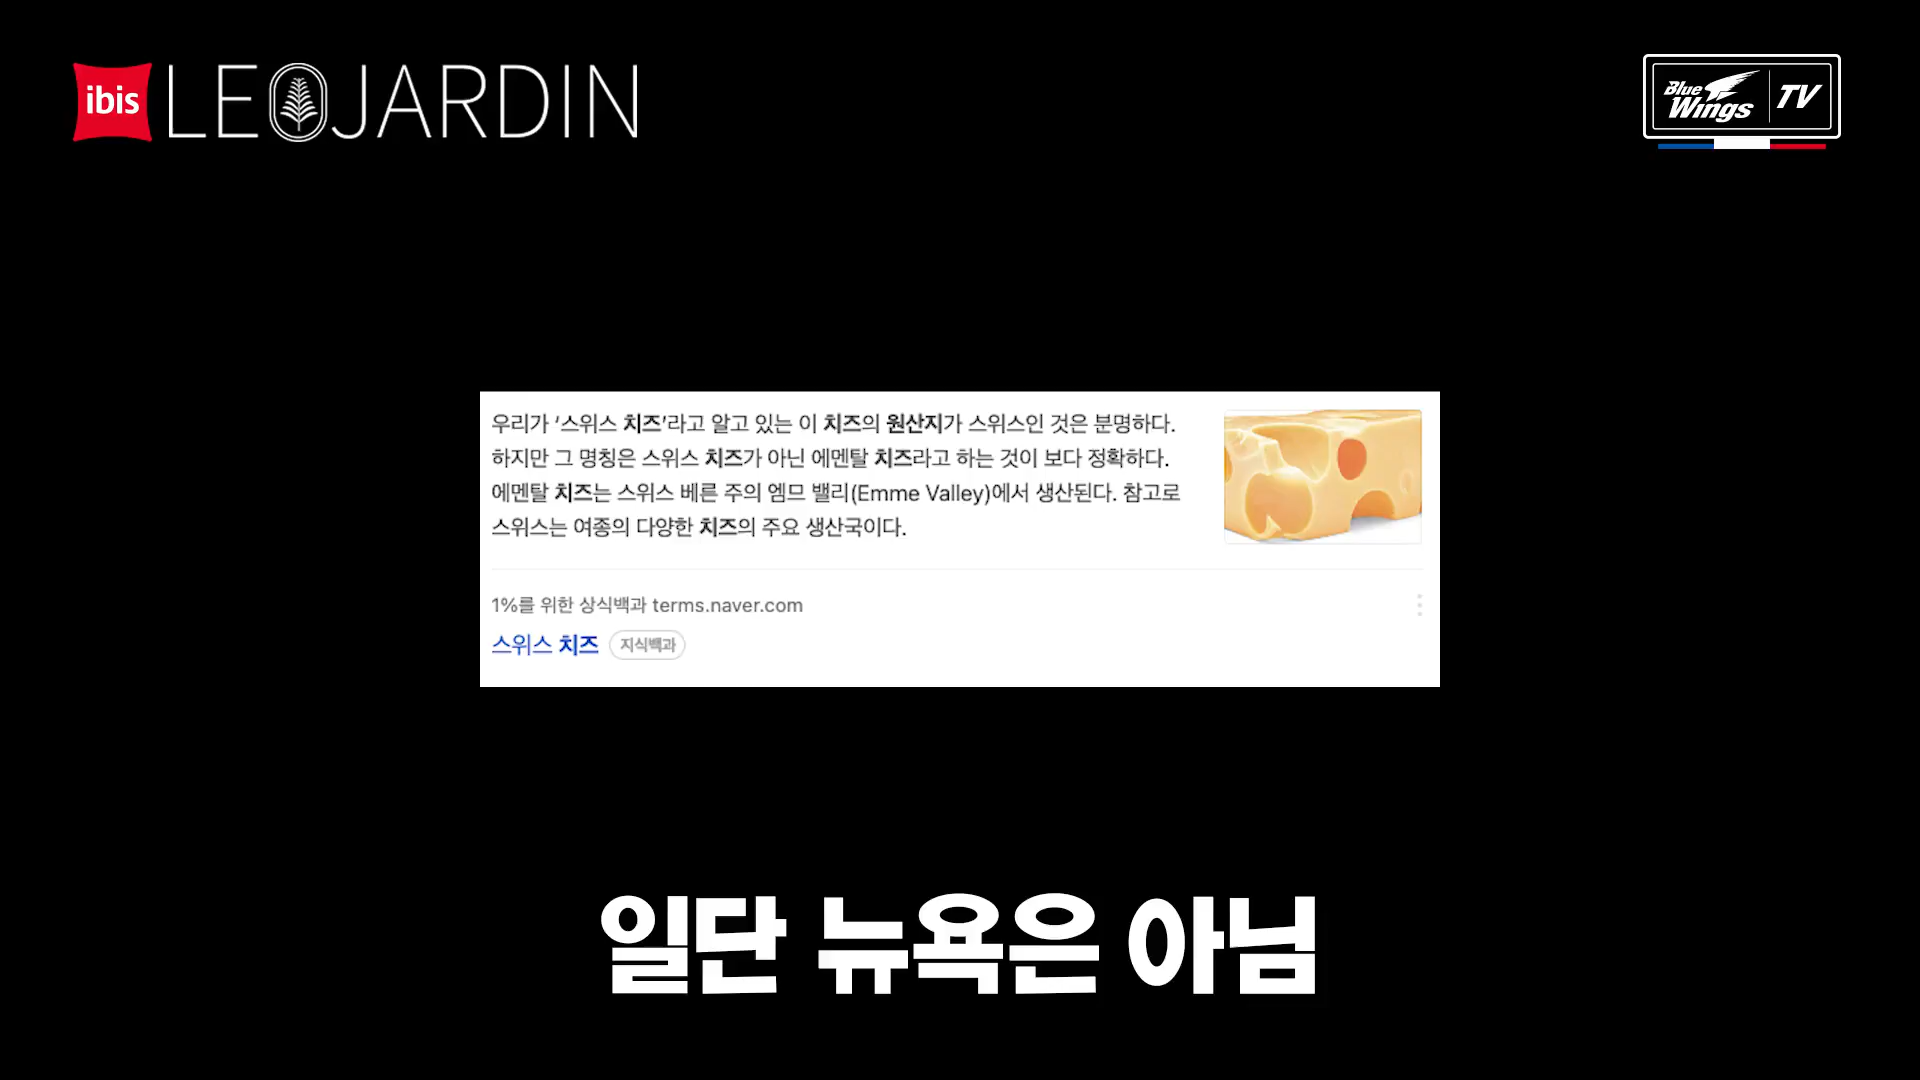 ibis LEOJARDIN
Blue Wings TV
우리가 ‘스위스 치즈’라고 알고 있는 이 치즈의 원산지가 스위스인 것은 분명하다.
하지만 그 명칭은 스위스 치즈가 아닌 에멘탈 치즈라고 하는 것이 보다 정확하다.
에멘탈 치즈는 스위스 베른 주의 엠므 밸리(Emme Valley)에서 생산된다. 참고로
스위스는 여종의 다양한 치즈의 주요 생산국이다.
1%를 위한 상식백과 terms.naver.com
스위스 치즈 지식백과
일단 뉴욕은 아님